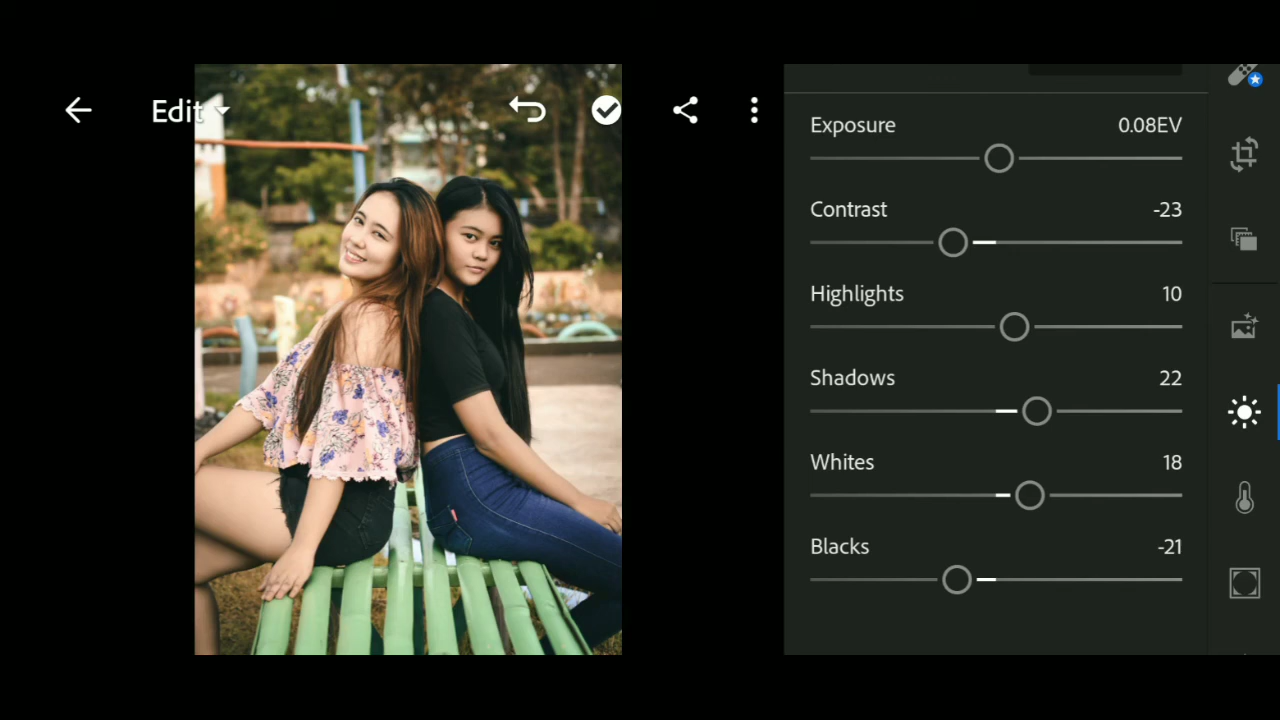 Edit
Exposure 0.08EV
Contrast -23
Highlights 10
Shadows 22
Whites 18
Blacks -21